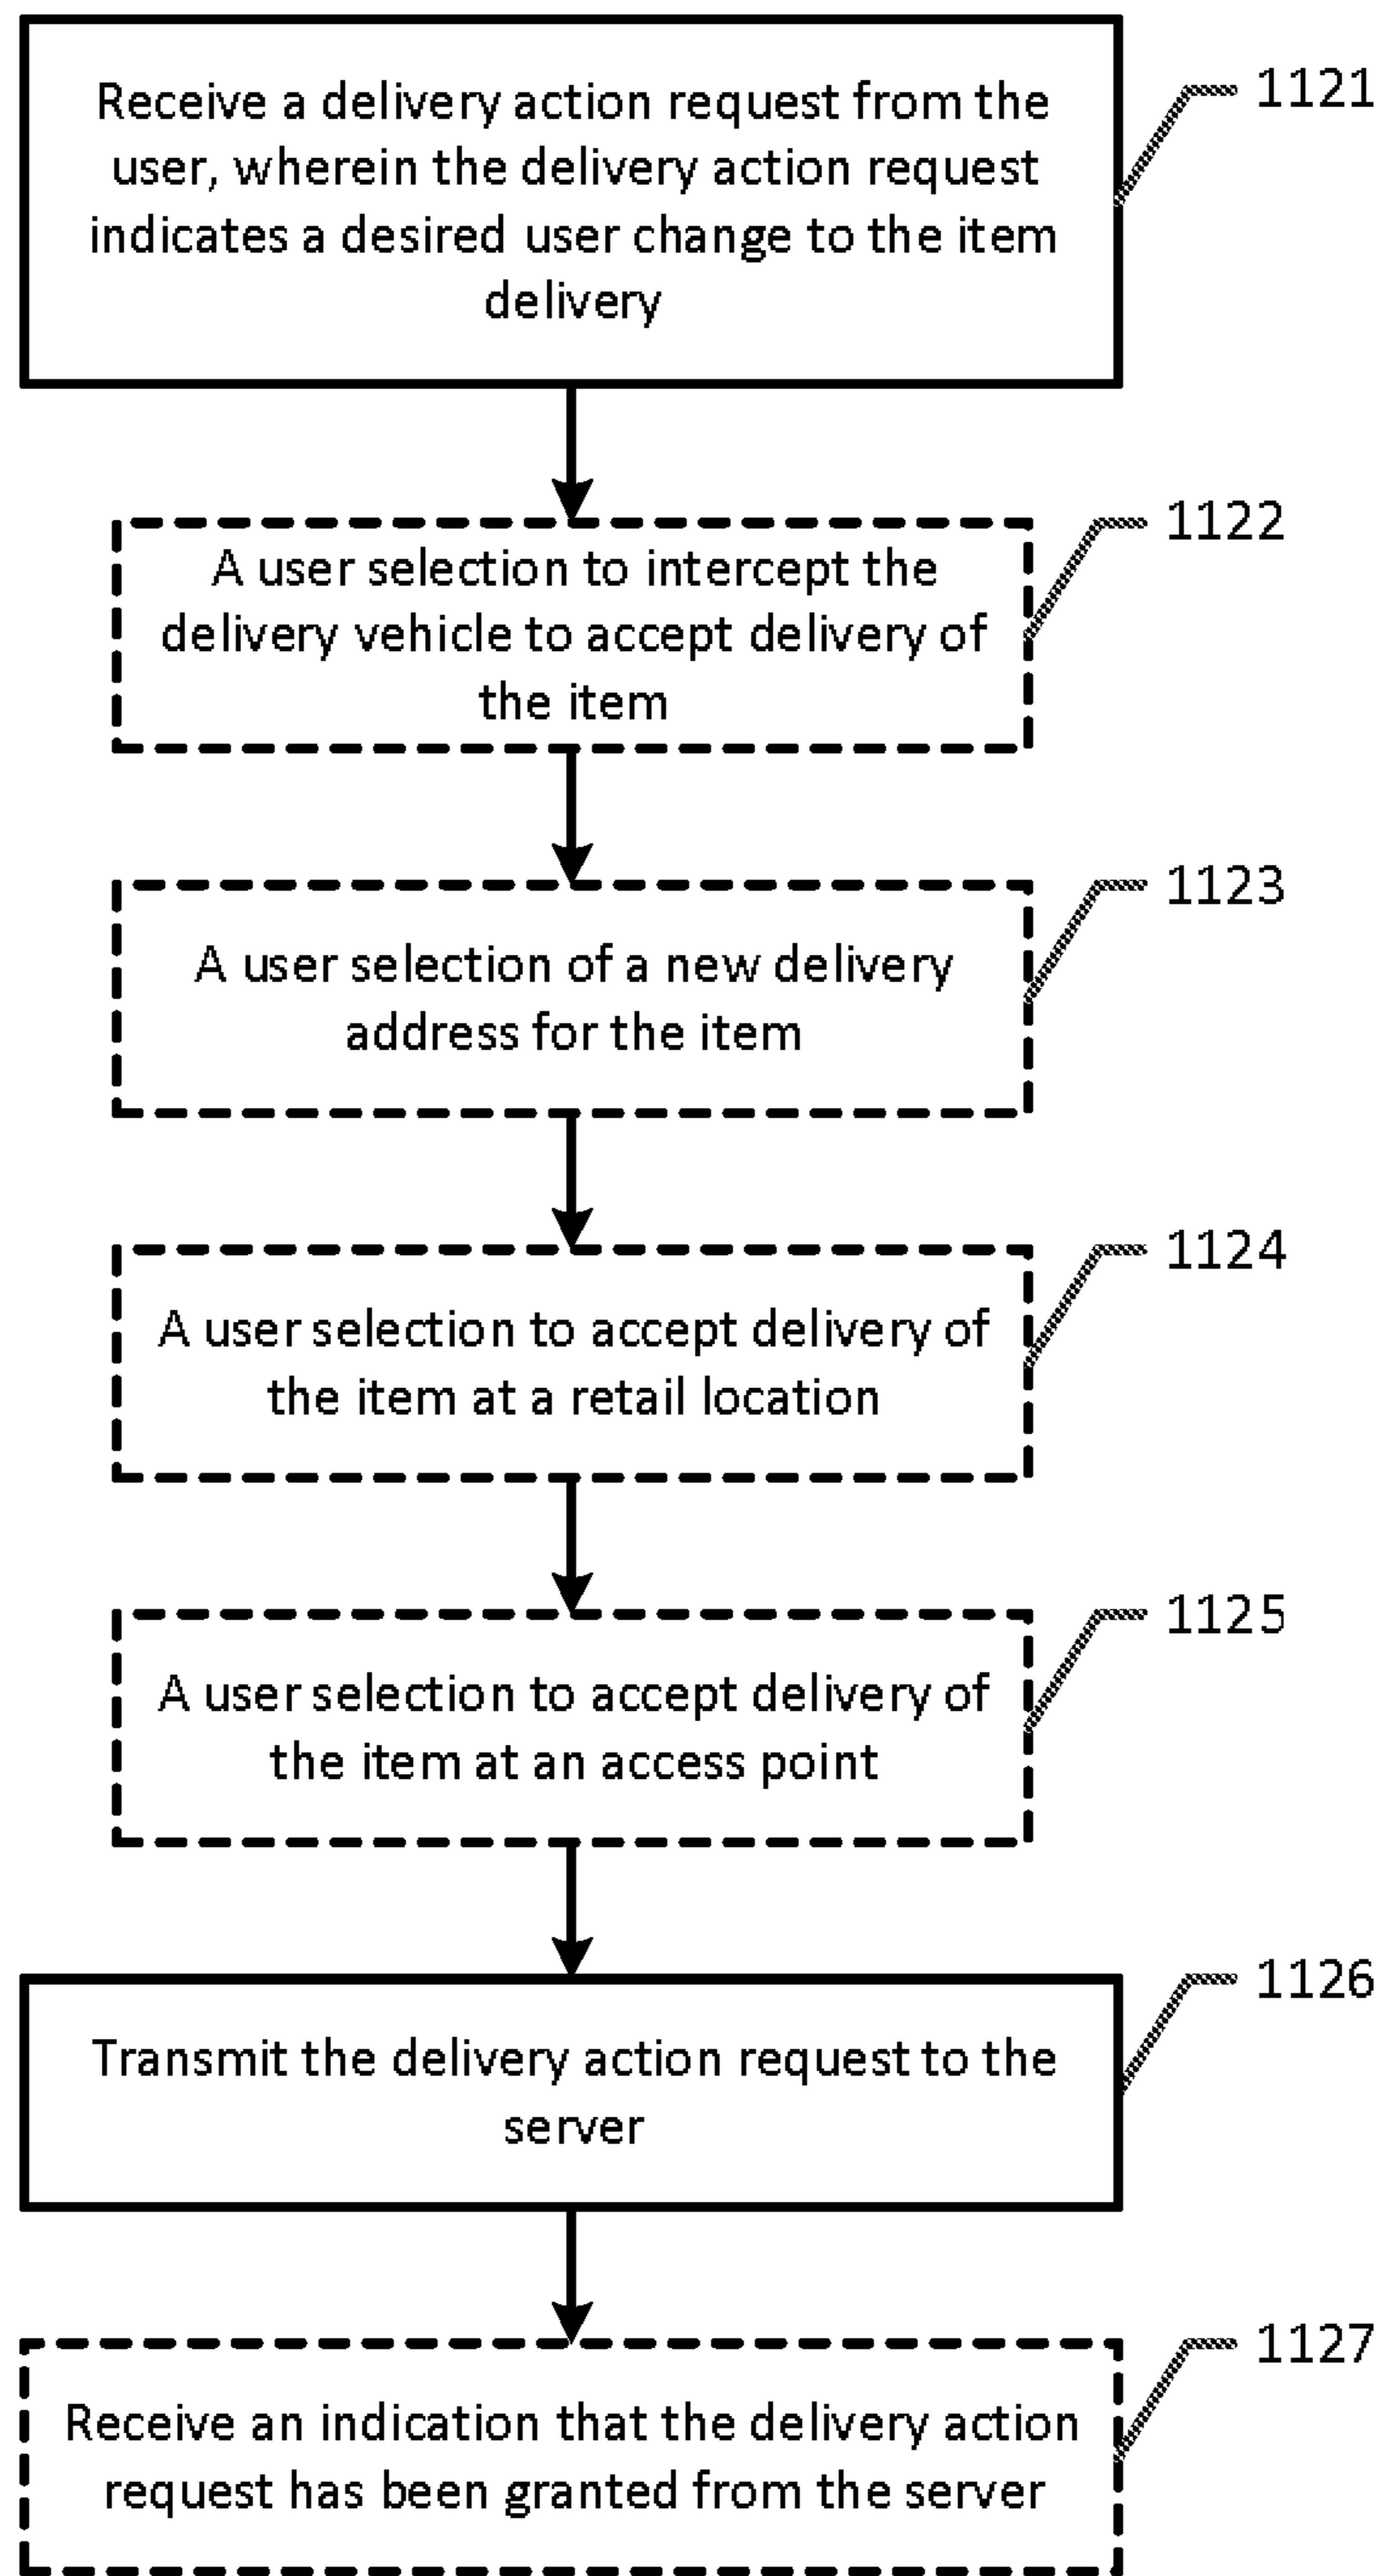 Receive a delivery action request from the
user, wherein the delivery action request
indicates a desired user change to the item
delivery
1121
A user selection to intercept the
delivery vehicle to accept delivery of
the item
1122
A user selection of a new delivery
address for the item
1123
A user selection to accept delivery of
the item at a retail location
1124
A user selection to accept delivery of
the item at an access point
1125
Transmit the delivery action request to the
server
1126
Receive an indication that the delivery action
request has been granted from the server
1127